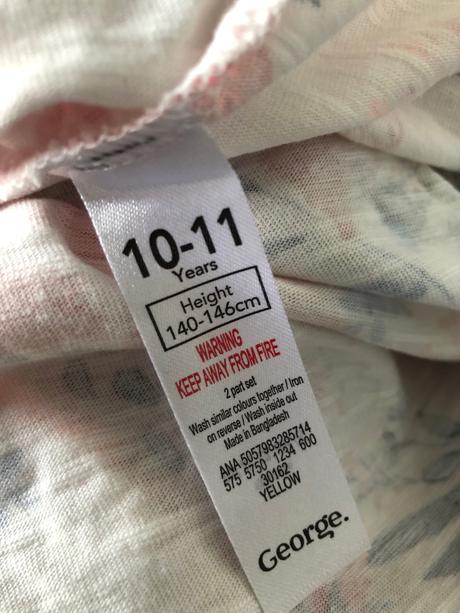 10-11
Years
Height
140-146cm
WARNING
KEEP AWAY FROM FIRE
2 part set
Wash similar colours together / Iron
on reverse / Wash inside out
Made in Bangladesh
ANA 5057983285714
575 5750 1234 600
30162
YELLOW
George.